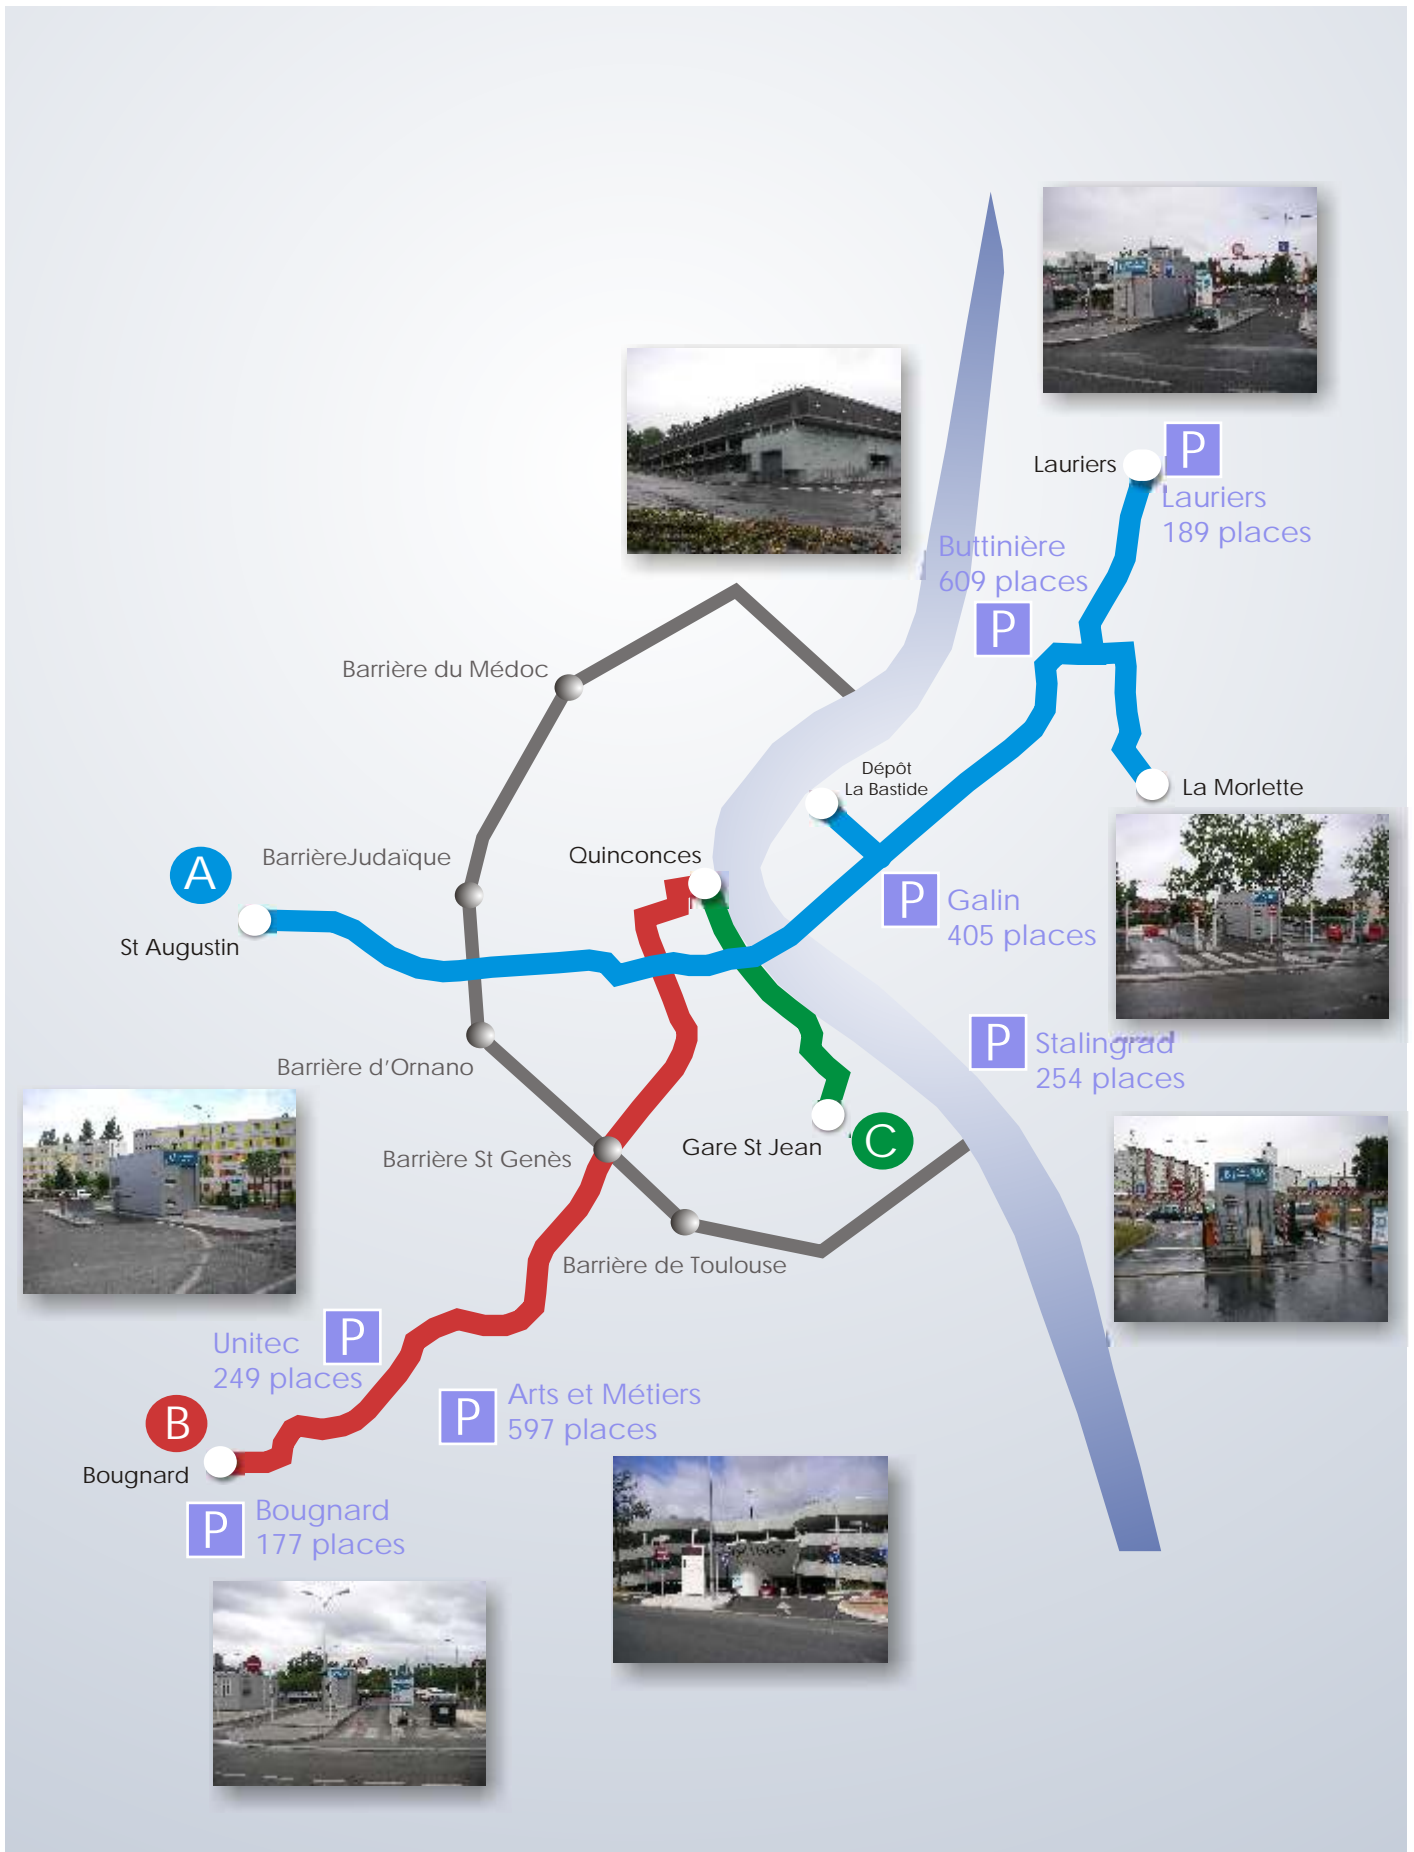 P
Lauriers
Lauriers
189 places
Buttinière
609 places
P
Barrière du Médoc
Dépôt
La Bastide
La Morlette
A
BarrièreJudaïque
Quinconces
St Augustin
P
Galin
405 places
P
Stalingrad
254 places
Barrière d'Ornano
Barrière St Genès
Gare St Jean
C
Barrière de Toulouse
Unitec
249 places
P
P
Arts et Métiers
597 places
B
Bougnard
P
Bougnard
177 places